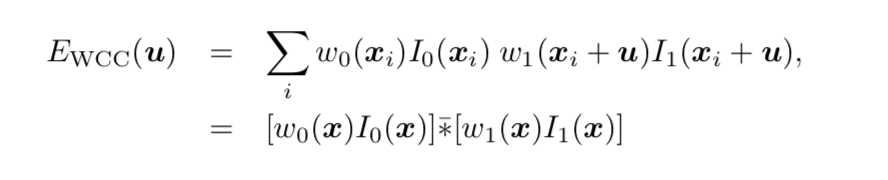 E_WCC(u) = ∑_i w_0(x_i)I_0(x_i) w_1(x_i + u)I_1(x_i + u),
= [w_0(x)I_0(x)]∗̄[w_1(x)I_1(x)]